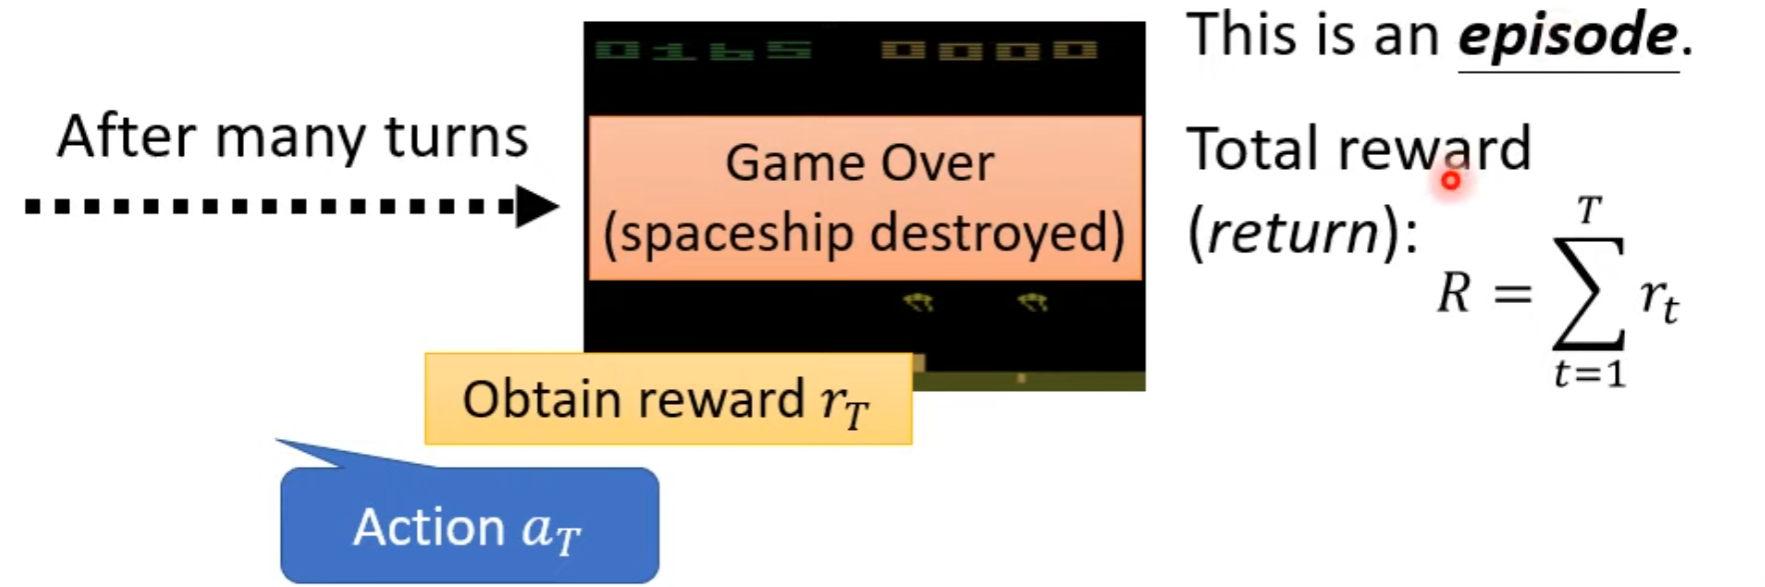 After many turns
0165 0000
Game Over
(spaceship destroyed)
Obtain reward r_T
Action a_T
This is an episode.
Total reward
(return):
R = ∑_{t=1}^{T} r_t